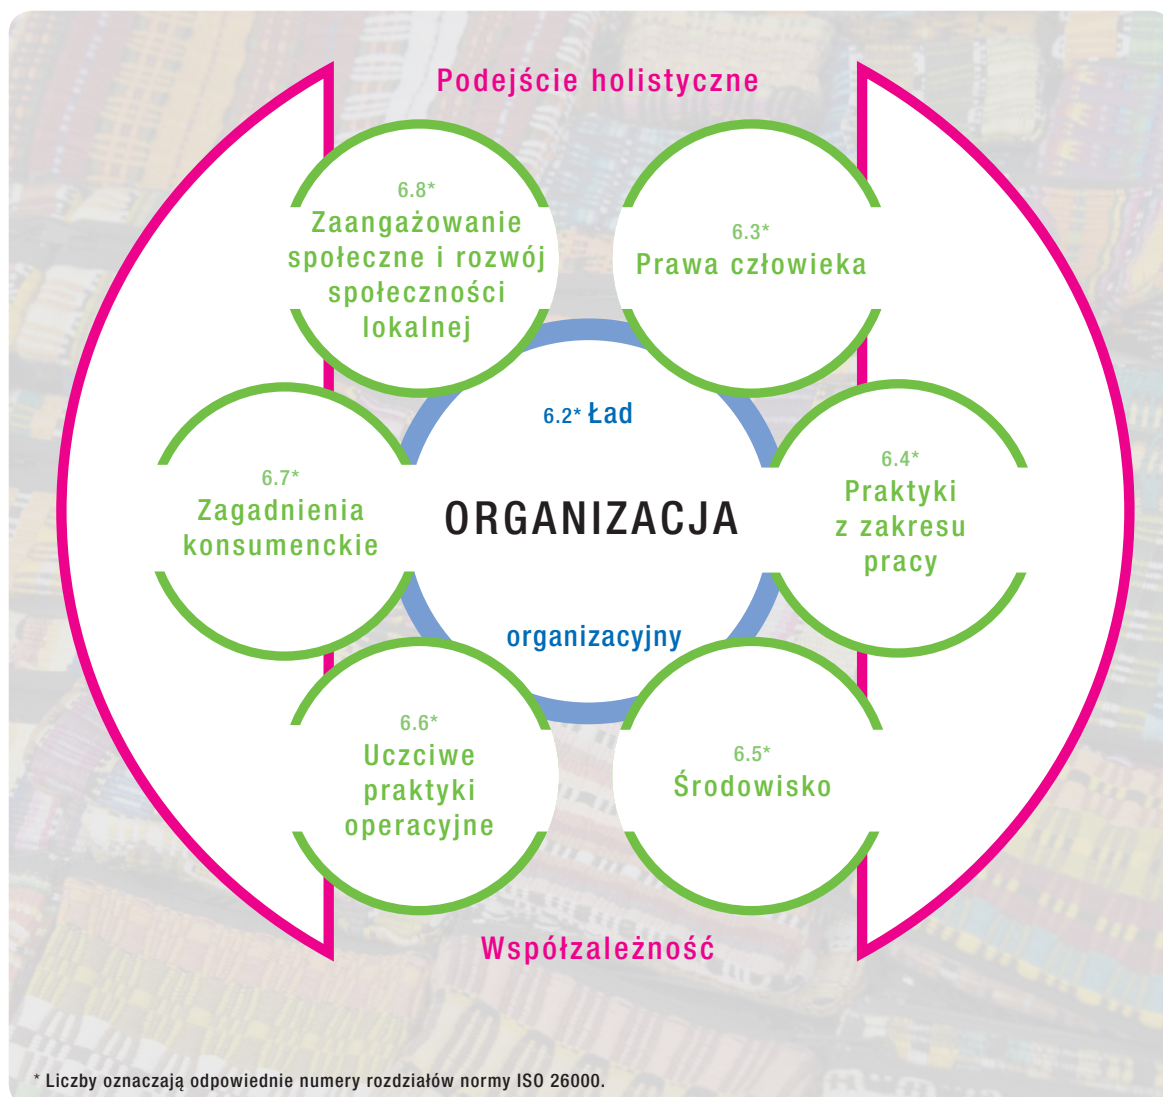 Podejście holistyczne
6.8*
Zaangażowanie
społeczne i rozwój
społeczności
lokalnej
6.3*
Prawa człowieka
6.2* Ład
ORGANIZACJA
organizacyjny
6.7*
Zagadnienia
konsumenckie
6.4*
Praktyki
z zakresu
pracy
6.6*
Uczciwe
praktyki
operacyjne
6.5*
Środowisko
Współzależność
* Liczby oznaczają odpowiednie numery rozdziałów normy ISO 26000.